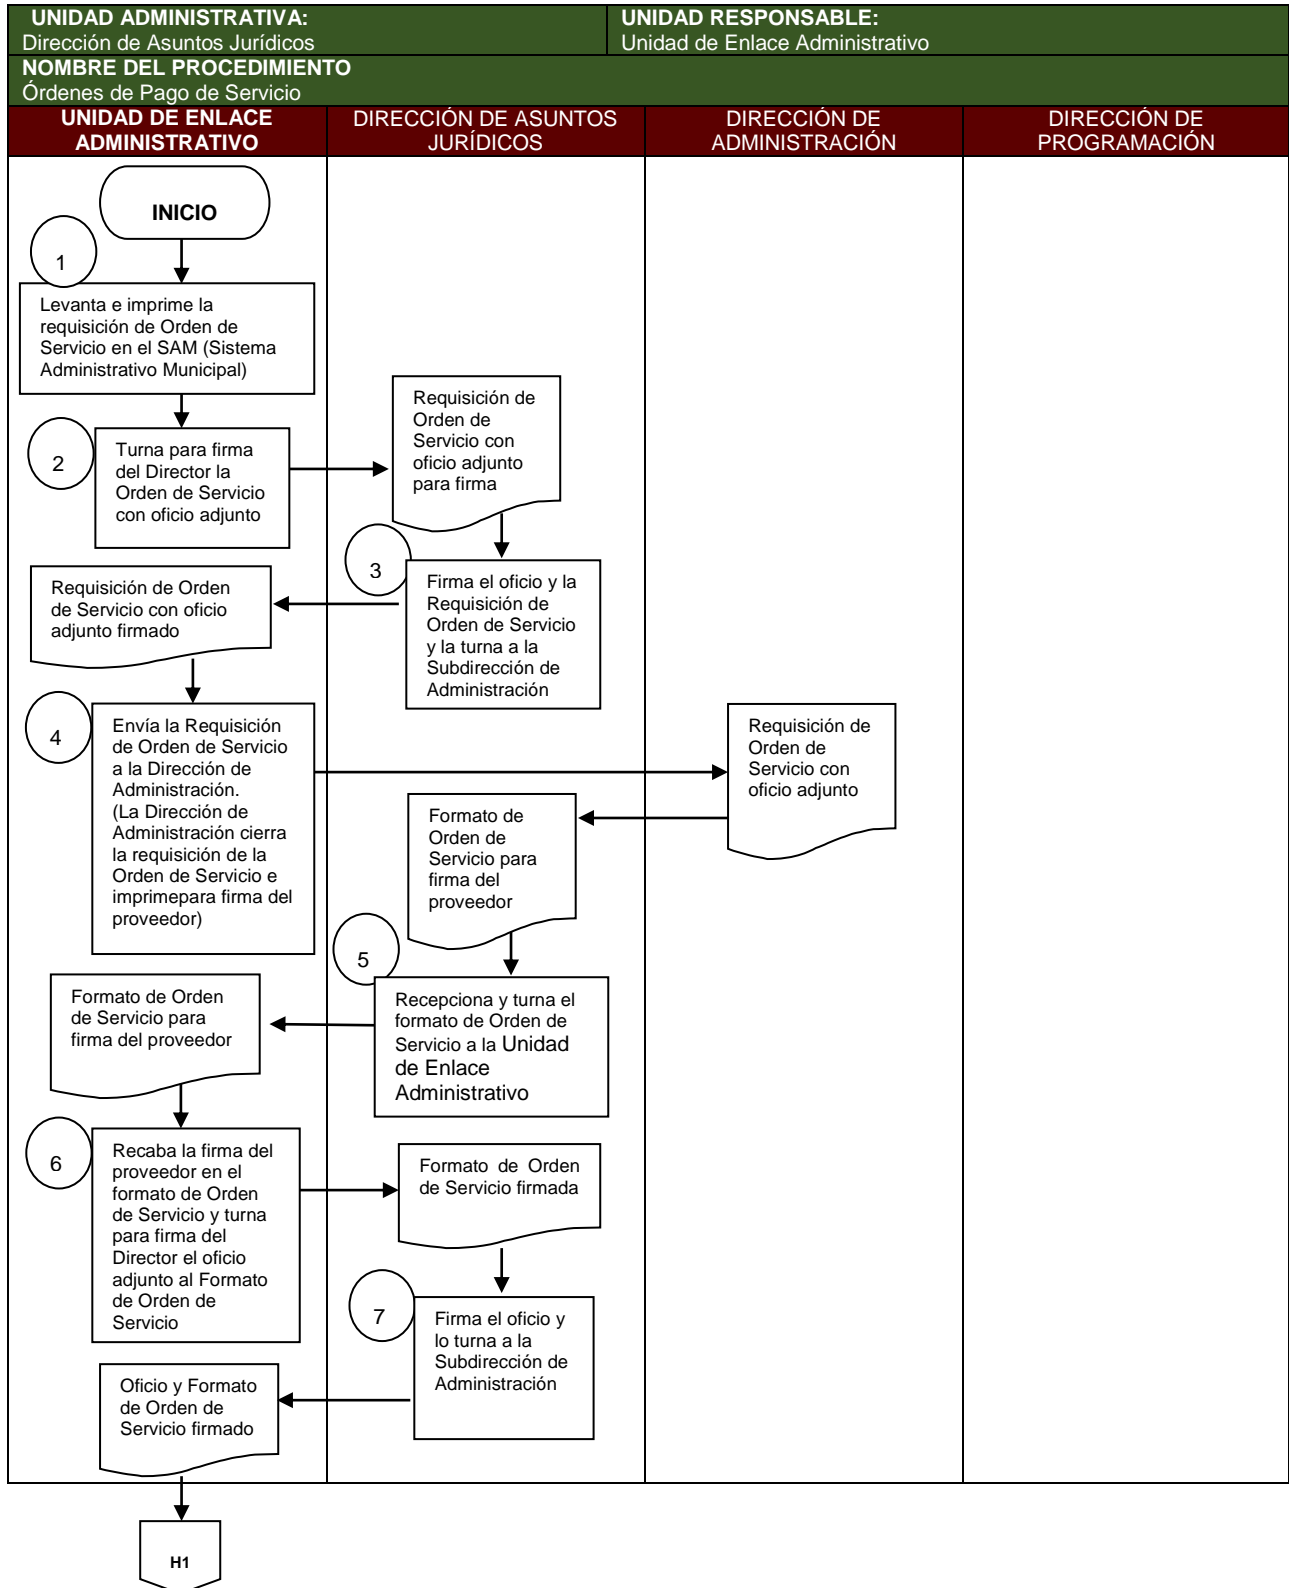 UNIDAD ADMINISTRATIVA:
Dirección de Asuntos Jurídicos
UNIDAD RESPONSABLE:
Unidad de Enlace Administrativo
NOMBRE DEL PROCEDIMIENTO
Órdenes de Pago de Servicio
UNIDAD DE ENLACE
ADMINISTRATIVO
DIRECCIÓN DE ASUNTOS
JURÍDICOS
DIRECCIÓN DE
ADMINISTRACIÓN
DIRECCIÓN DE
PROGRAMACIÓN
INICIO
1
Levanta e imprime la
requisición de Orden de
Servicio en el SAM (Sistema
Administrativo Municipal)
2
Turna para firma
del Director la
Orden de Servicio
con oficio adjunto
Requisición de
Orden de
Servicio con
oficio adjunto
para firma
3
Firma el oficio y la
Requisición de
Orden de Servicio
y la turna a la
Subdirección de
Administración
Requisición de Orden
de Servicio con oficio
adjunto firmado
4
Envía la Requisición
de Orden de Servicio
a la Dirección de
Administración.
(La Dirección de
Administración cierra
la requisición de la
Orden de Servicio e
imprimepara firma del
proveedor)
Requisición de
Orden de
Servicio con
oficio adjunto
Formato de
Orden de
Servicio para
firma del
proveedor
5
Recepciona y turna el
formato de Orden de
Servicio a la Unidad
de Enlace
Administrativo
Formato de Orden
de Servicio para
firma del proveedor
6
Recaba la firma del
proveedor en el
formato de Orden
de Servicio y turna
para firma del
Director el oficio
adjunto al Formato
de Orden de
Servicio
Formato de Orden
de Servicio firmada
7
Firma el oficio y
lo turna a la
Subdirección de
Administración
Oficio y Formato
de Orden de
Servicio firmado
H1